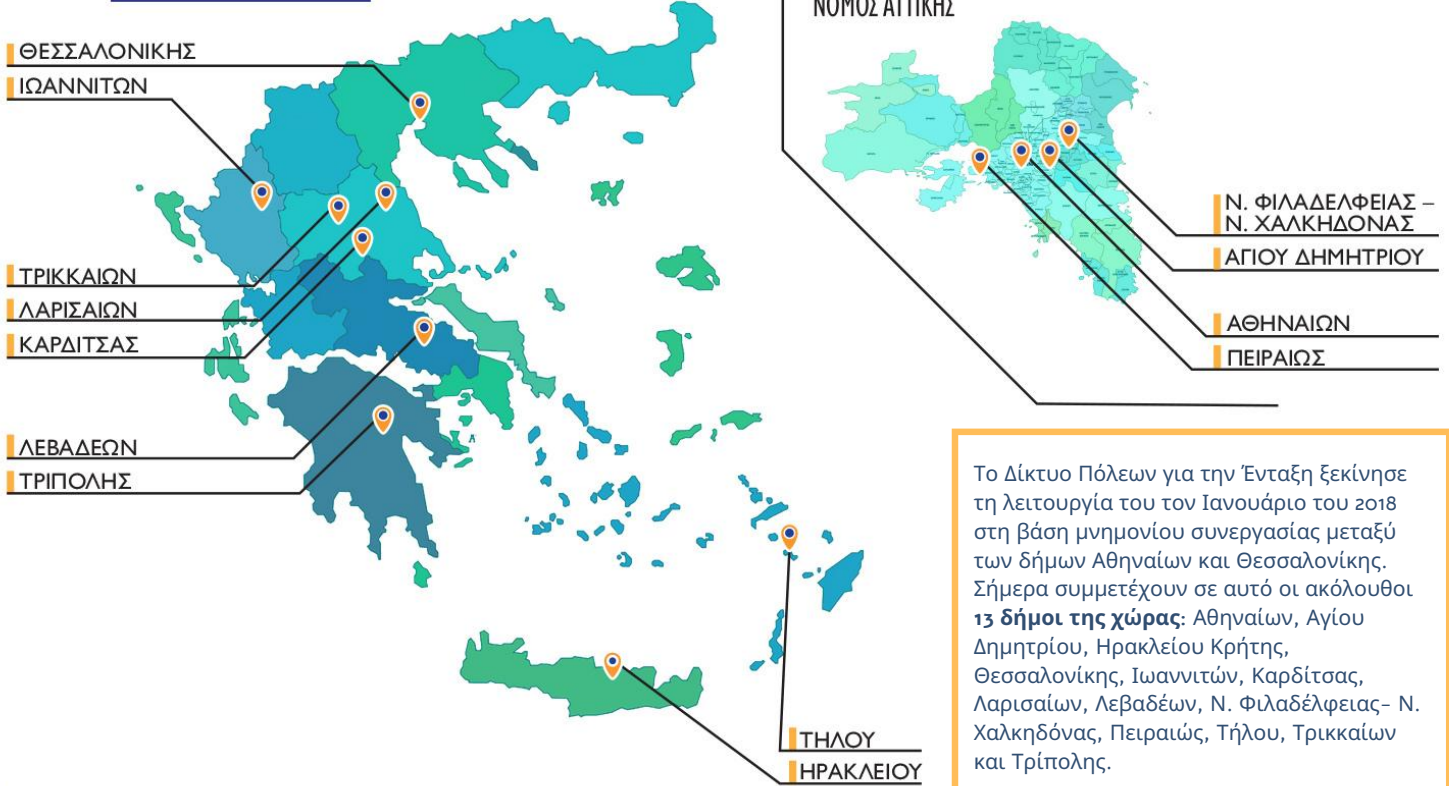 ΝΟΜΟΣ ΑΤΤΙΚΗΣ
ΘΕΣΣΑΛΟΝΙΚΗΣ
ΙΩΑΝΝΙΤΩΝ
ΤΡΙΚΚΑΙΩΝ
ΛΑΡΙΣΑΙΩΝ
ΚΑΡΔΙΤΣΑΣ
ΛΕΒΑΔΕΩΝ
ΤΡΙΠΟΛΗΣ
Ν. ΦΙΛΑΔΕΛΦΕΙΑΣ –
Ν. ΧΑΛΚΗΔΟΝΑΣ
ΑΓΙΟΥ ΔΗΜΗΤΡΙΟΥ
ΑΘΗΝΑΙΩΝ
ΠΕΙΡΑΙΩΣ
ΤΗΛΟΥ
ΗΡΑΚΛΕΙΟΥ
Το Δίκτυο Πόλεων για την Ένταξη ξεκίνησε
τη λειτουργία του τον Ιανουάριο του 2018
στη βάση μνημονίου συνεργασίας μεταξύ
των δήμων Αθηναίων και Θεσσαλονίκης.
Σήμερα συμμετέχουν σε αυτό οι ακόλουθοι
13 δήμοι της χώρας: Αθηναίων, Αγίου
Δημητρίου, Ηρακλείου Κρήτης,
Θεσσαλονίκης, Ιωαννιτών, Καρδίτσας,
Λαρισαίων, Λεβαδέων, Ν. Φιλαδέλφειας– Ν.
Χαλκηδόνας, Πειραιώς, Τήλου, Τρικκαίων
και Τρίπολης.